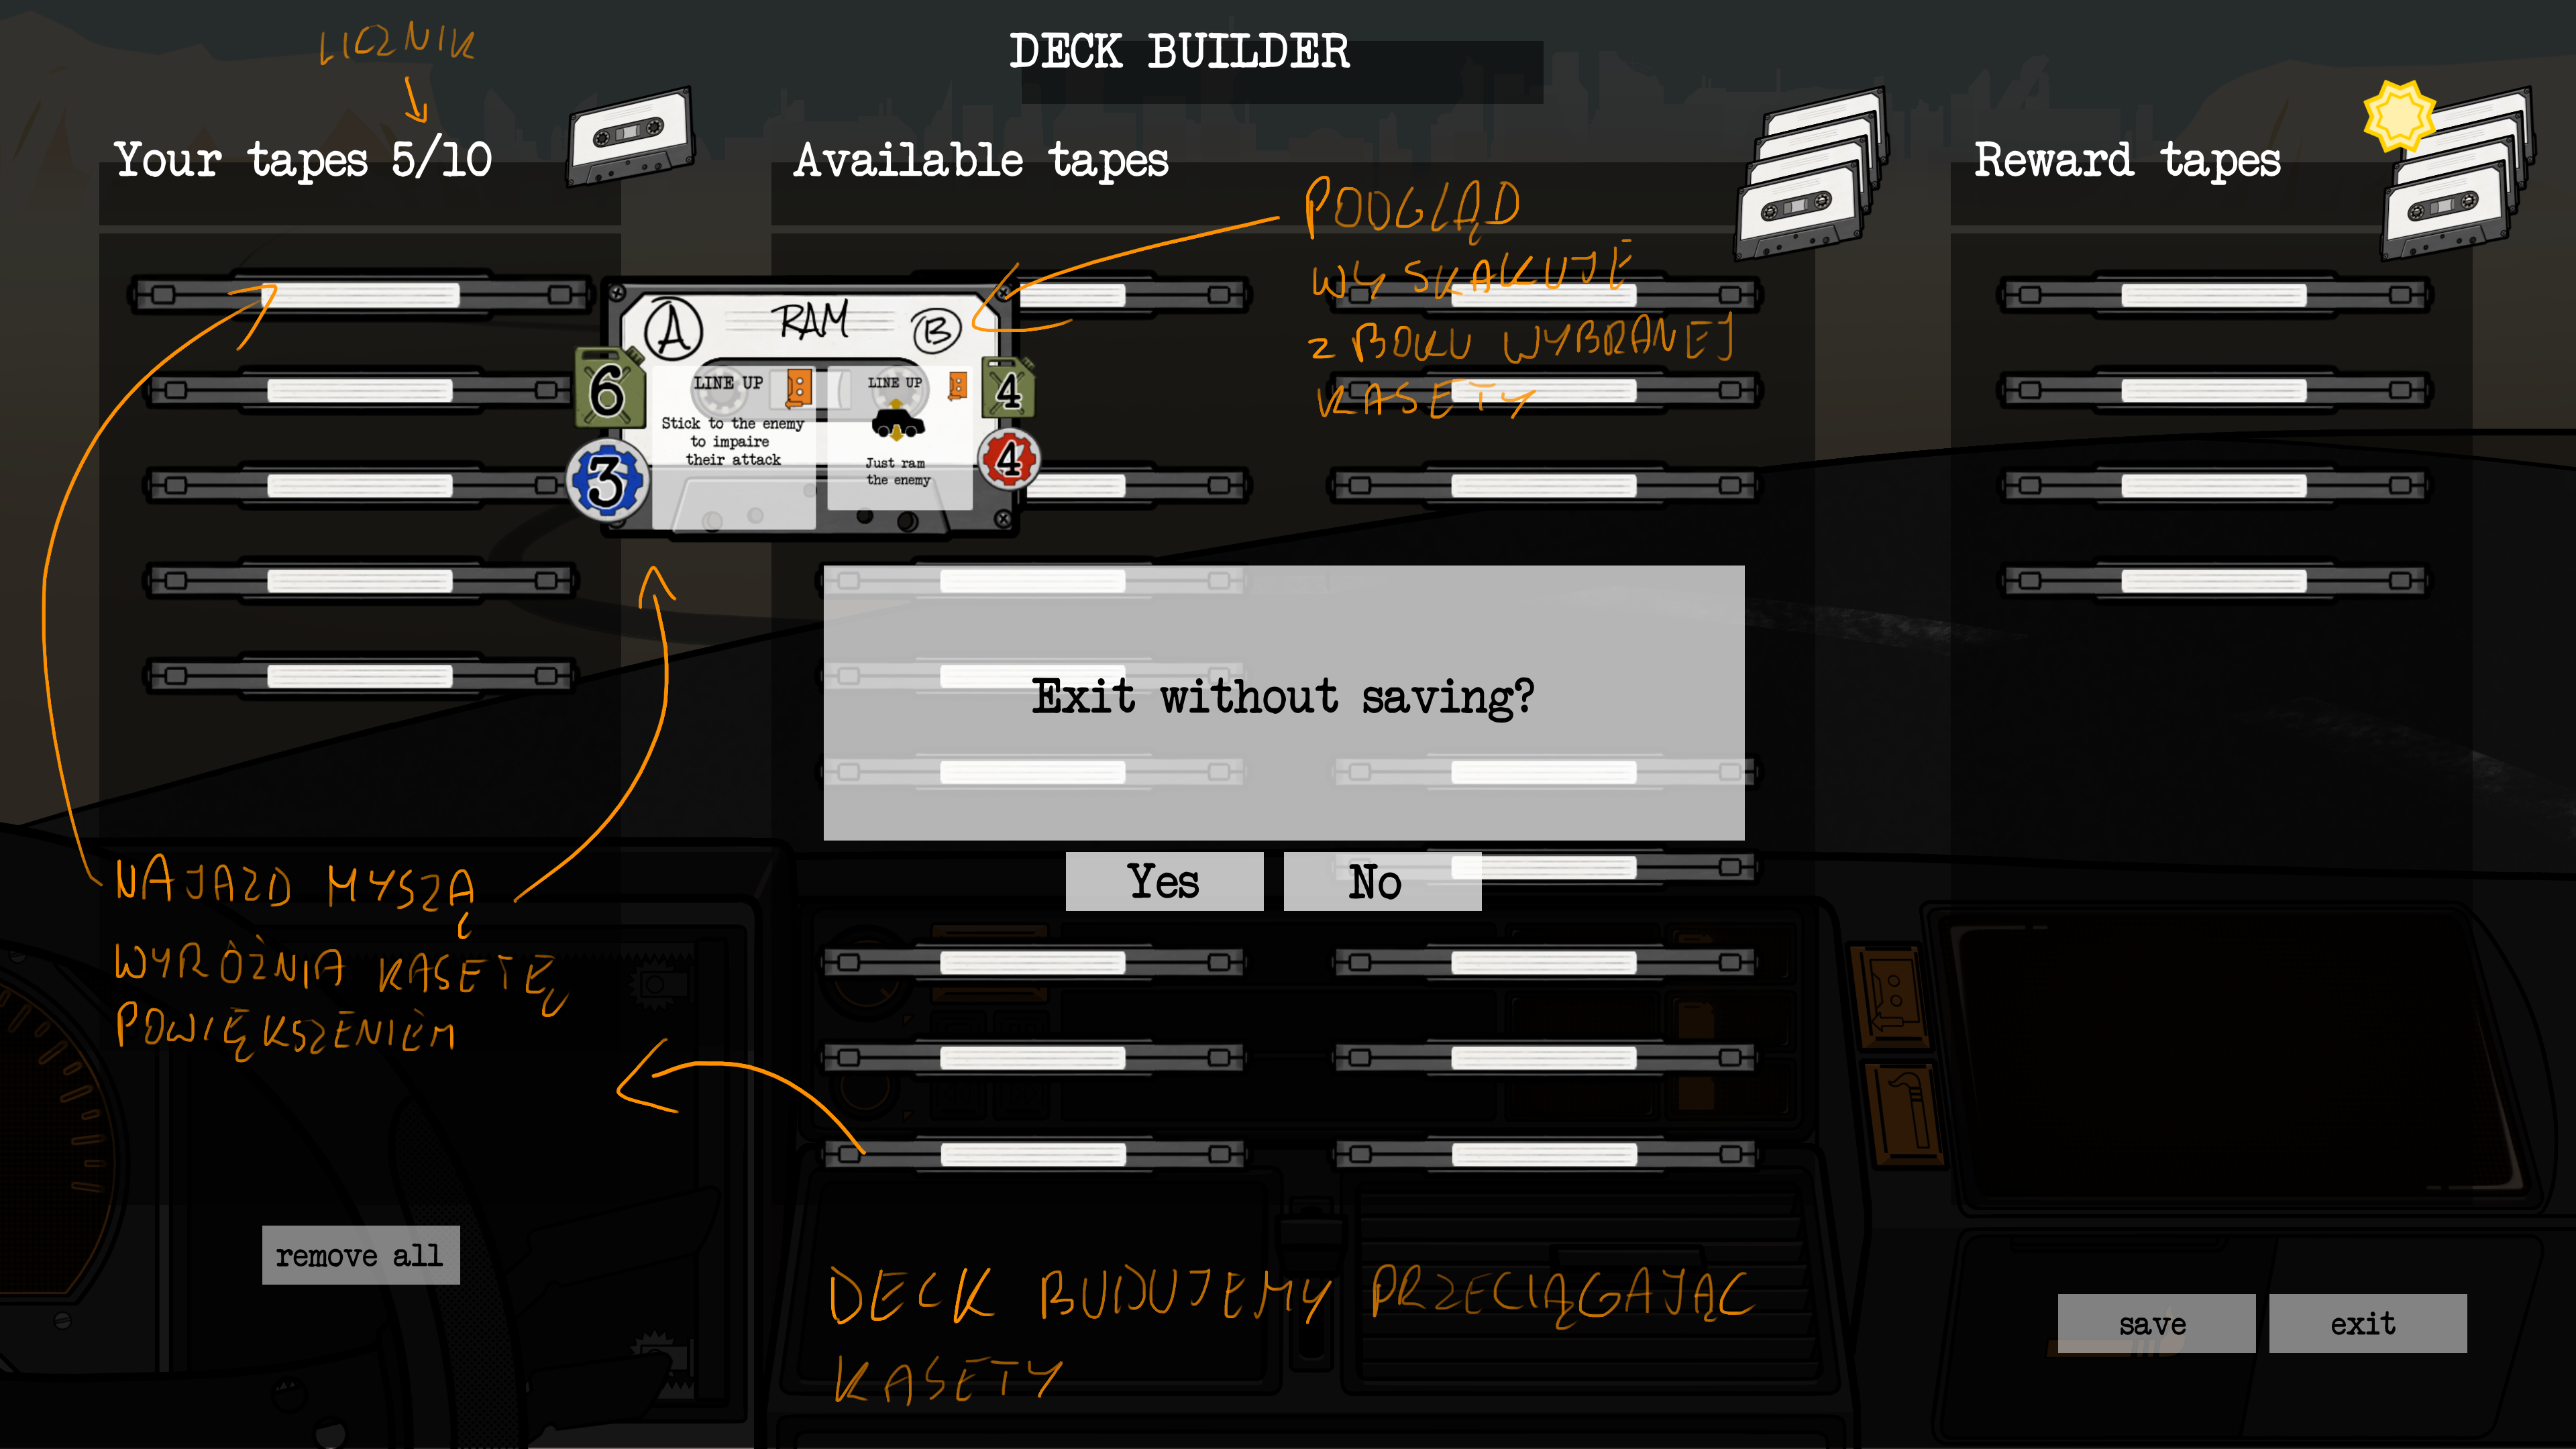 LICZNIK
DECK BUILDER
Your tapes 5/10
Available tapes
Reward tapes
PODGLĄD
WYSKAKUJE
Z BOKU WYBRANEJ
KASETY
A
RAM
B
6
LINE UP
LINE UP
4
Stick to the enemy
to impaire
their attack
3
Just ram
the enemy
4
Exit without saving?
Yes
No
NAJAZD MYSZĄ
WYRÓŻNIA KASETĘ
POWIĘKSZENIEM
remove all
DECK BUDUJEMY PRZECIĄGAJĄC
KASETY
save
exit